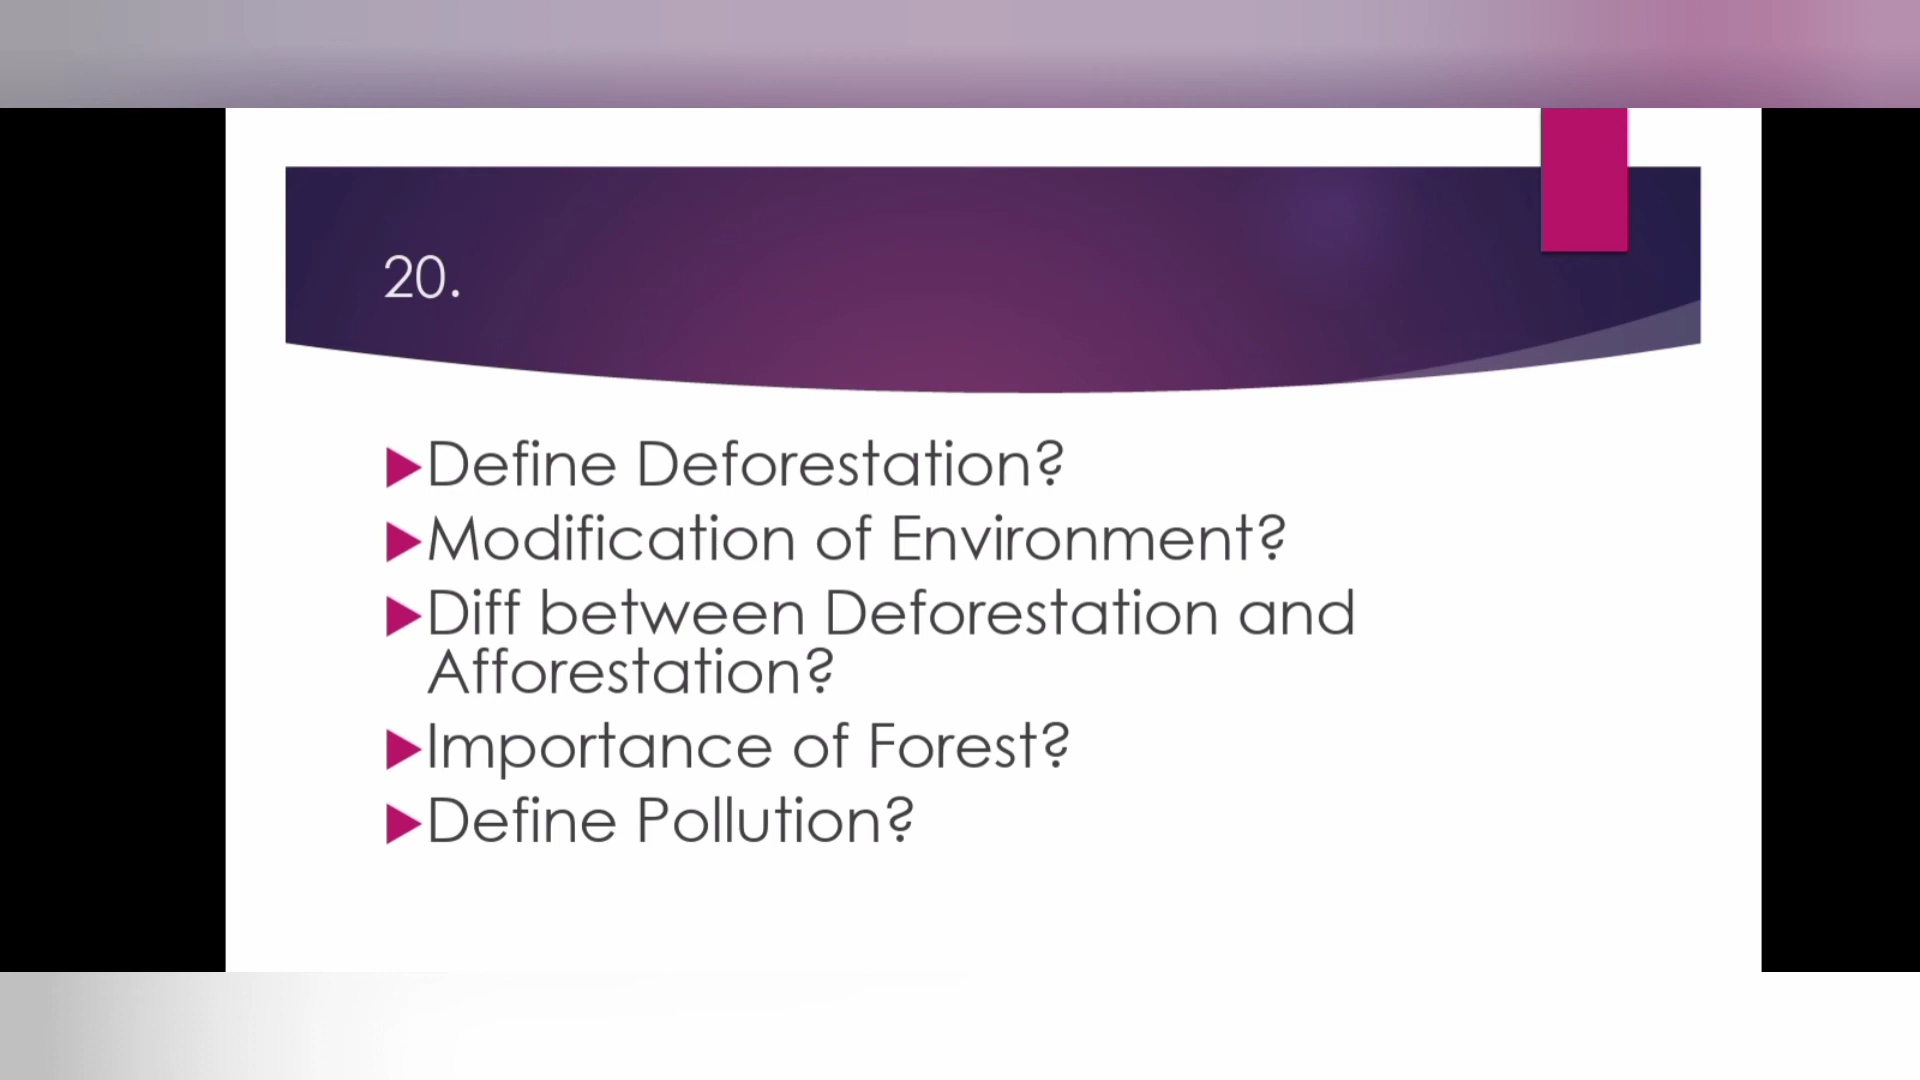 20.
Define Deforestation?
Modification of Environment?
Diff between Deforestation and
Afforestation?
Importance of Forest?
Define Pollution?